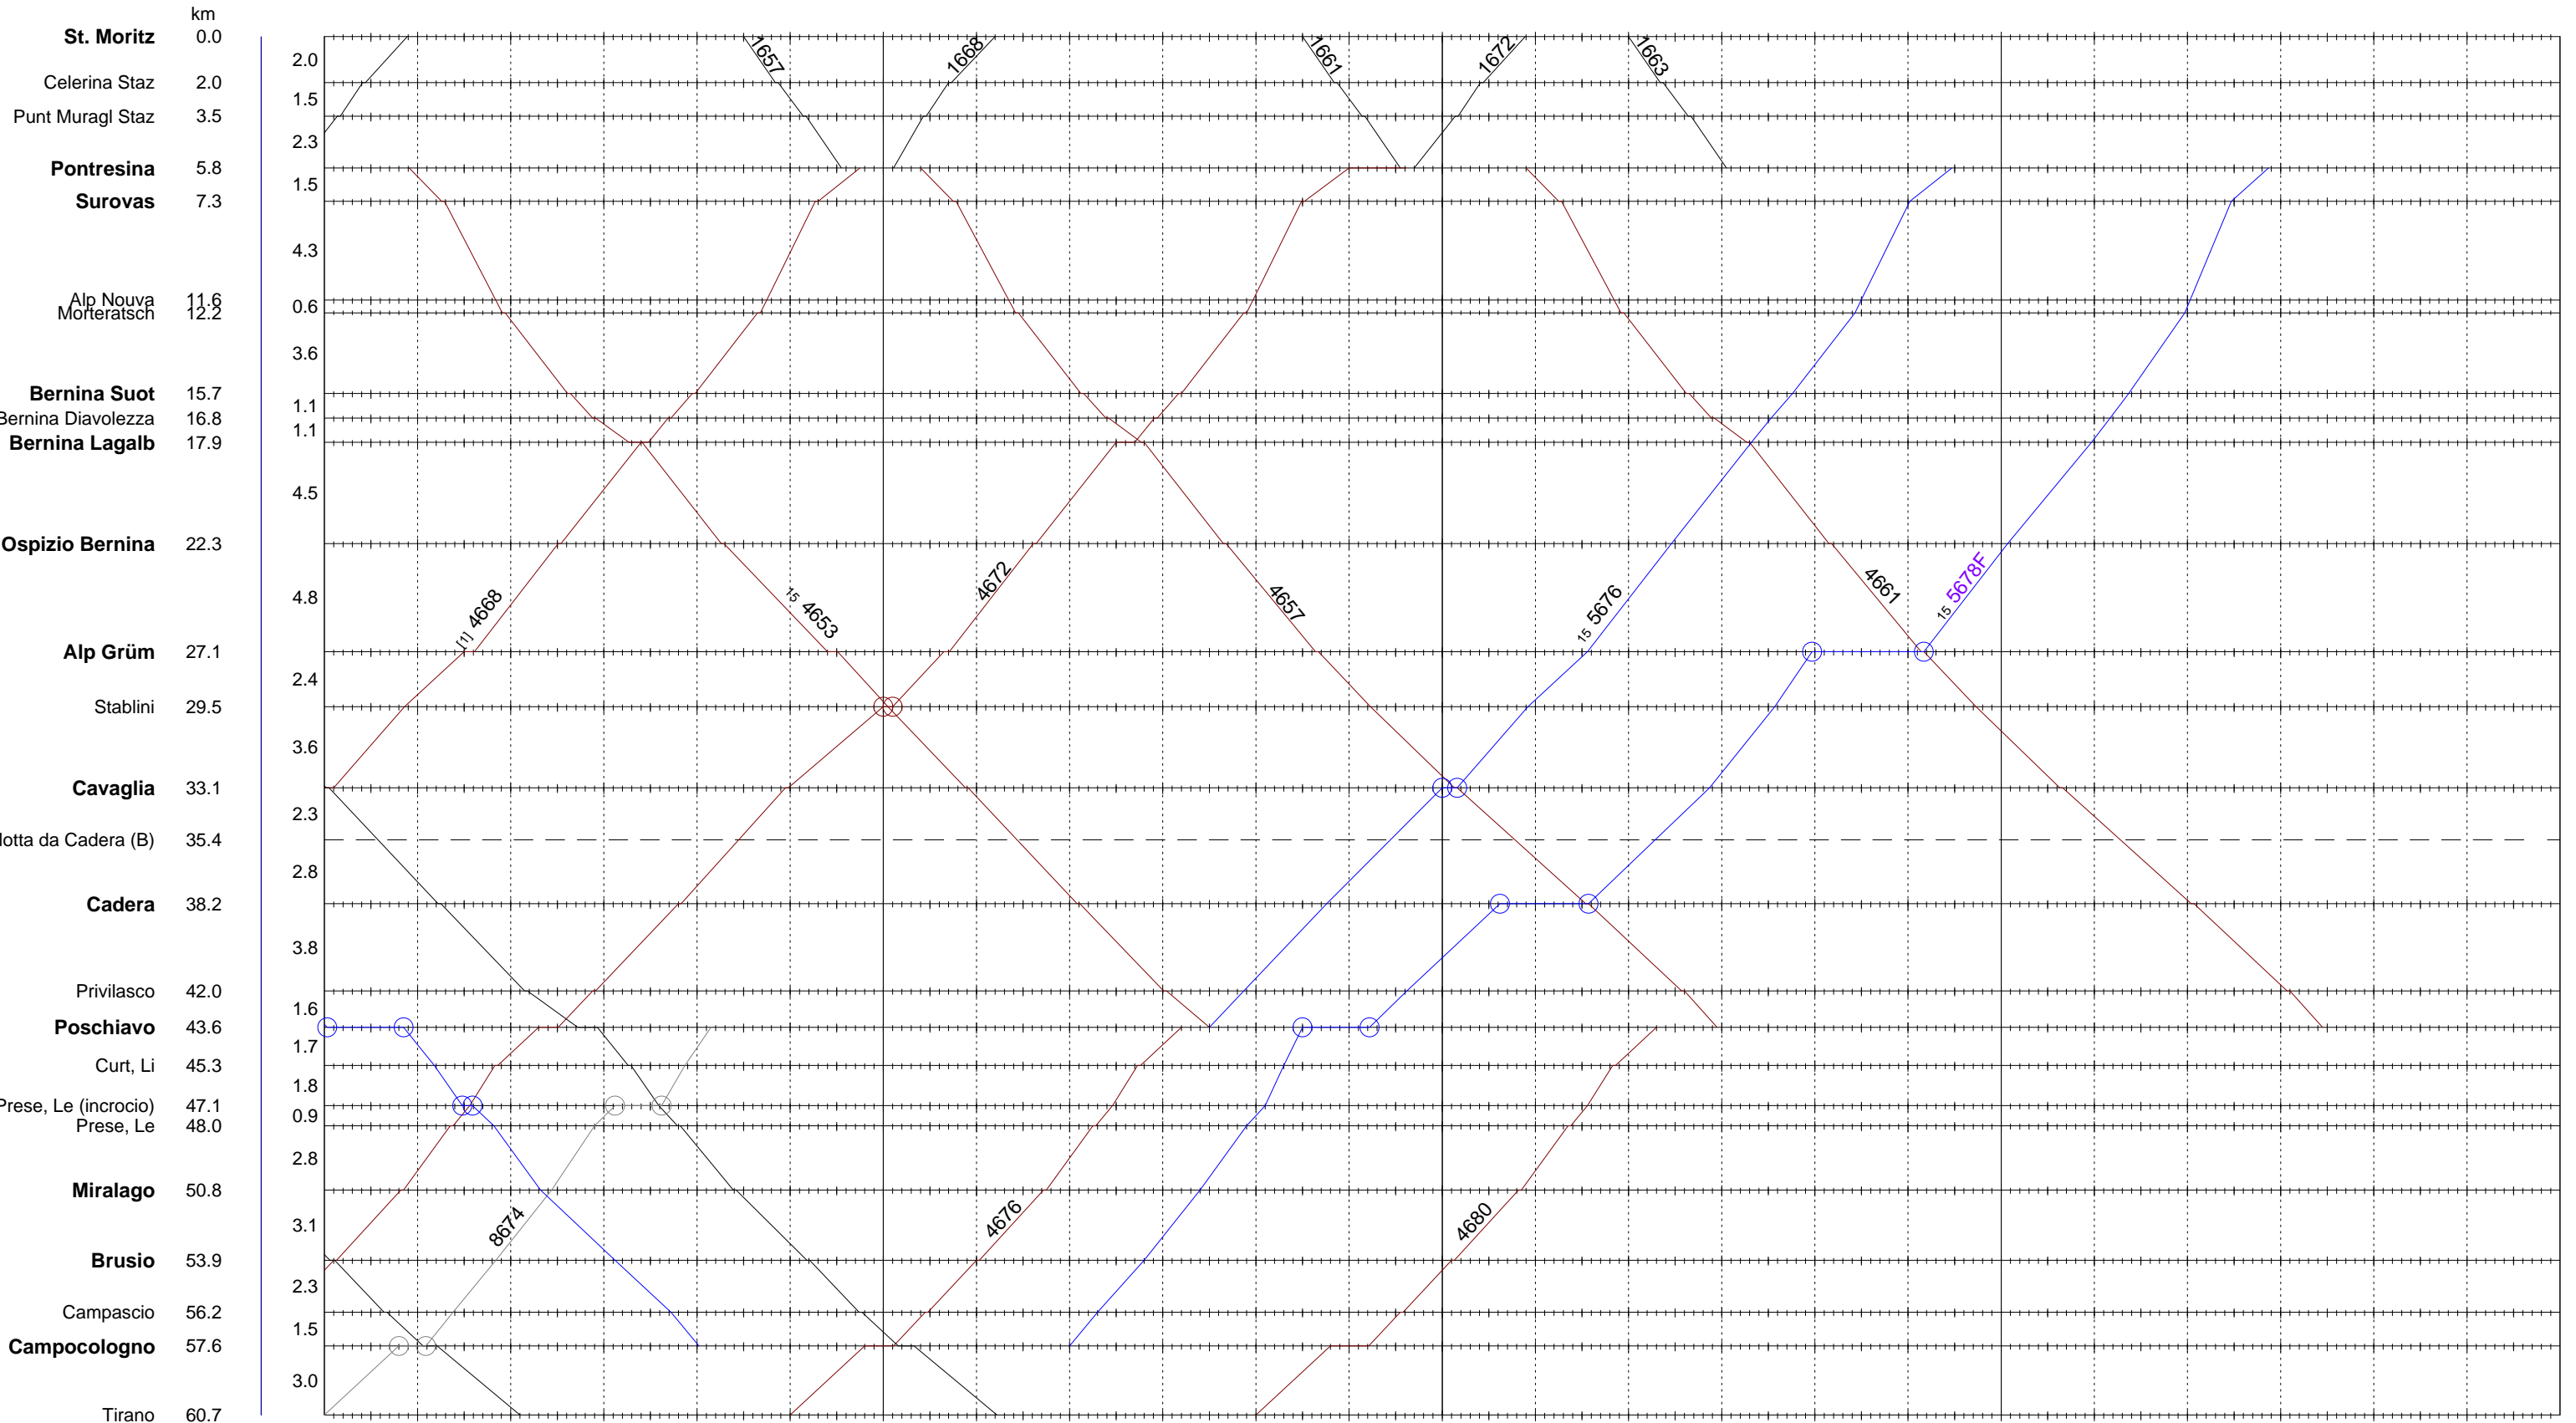 km
St. Moritz 0.0
2.0
Celerina Staz 2.0
1.5
Punt Muragl Staz 3.5
2.3
Pontresina 5.8
1.5
Surovas 7.3
4.3
Alp Nouva 11.6
0.6
Morteratsch 12.2
3.6
Bernina Suot 15.7
1.1
Bernina Diavolezza 16.8
1.1
Bernina Lagalb 17.9
4.5
Ospizio Bernina 22.3
4.8
Alp Grüm 27.1
2.4
Stablini 29.5
3.6
Cavaglia 33.1
2.3
lotta da Cadera (B) 35.4
2.8
Cadera 38.2
3.8
Privilasco 42.0
1.6
Poschiavo 43.6
1.7
Curt, Li 45.3
1.8
Prese, Le (incrocio) 47.1
0.9
Prese, Le 48.0
2.8
Miralago 50.8
3.1
Brusio 53.9
2.3
Campascio 56.2
1.5
Campocologno 57.6
3.0
Tirano 60.7
1657
1668
1661
1672
1663
[1] 4668
15 4653
4672
4657
15 5676
4661
15 5678F
8674
4676
4680